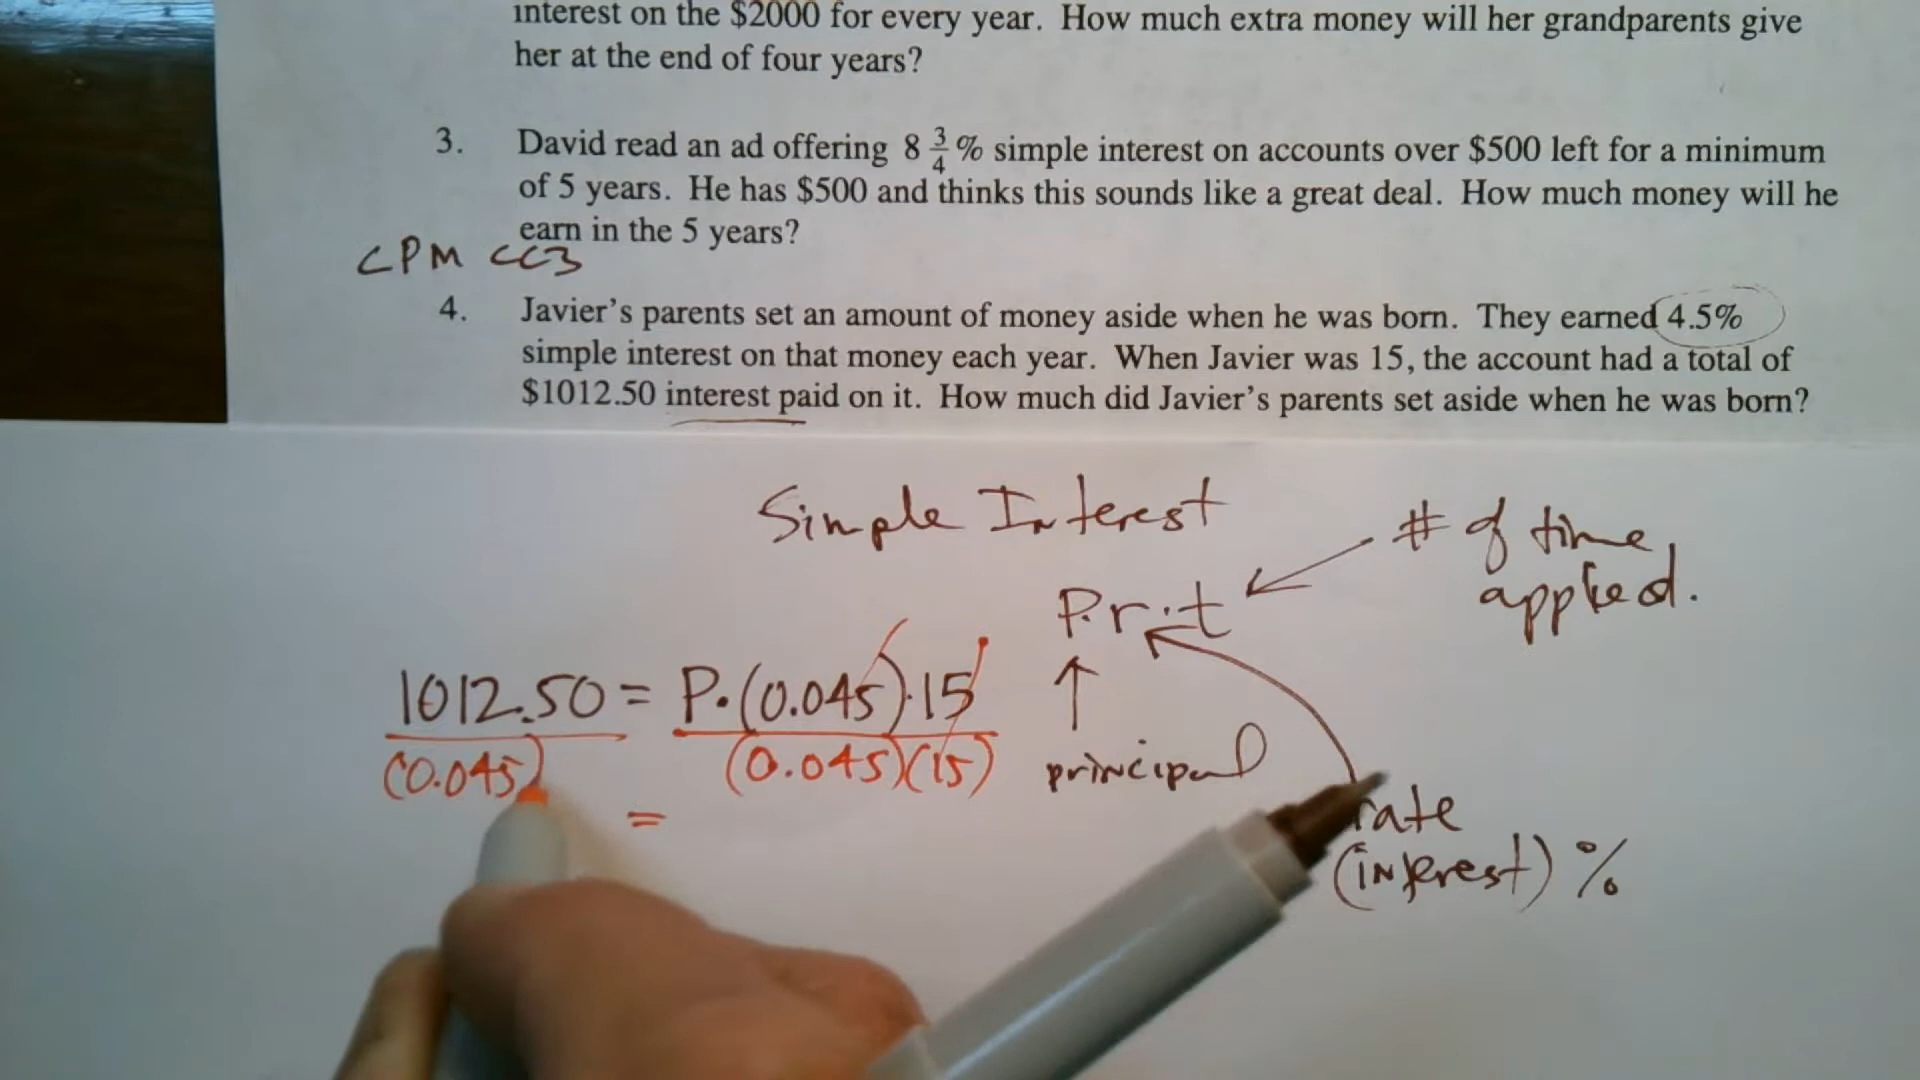 interest on the $2000 for every year. How much extra money will her grandparents give
her at the end of four years?
3. David read an ad offering 8 3/4 % simple interest on accounts over $500 left for a minimum
of 5 years. He has $500 and thinks this sounds like a great deal. How much money will he
earn in the 5 years?
CPM CC3
4. Javier's parents set an amount of money aside when he was born. They earned 4.5%
simple interest on that money each year. When Javier was 15, the account had a total of
$1012.50 interest paid on it. How much did Javier's parents set aside when he was born?
Simple Interest
# of time
applied.
P·r·t
1012.50 = P·(0.045)·15
(0.045) (0.045)(15)
principal
=
rate
(interest) %